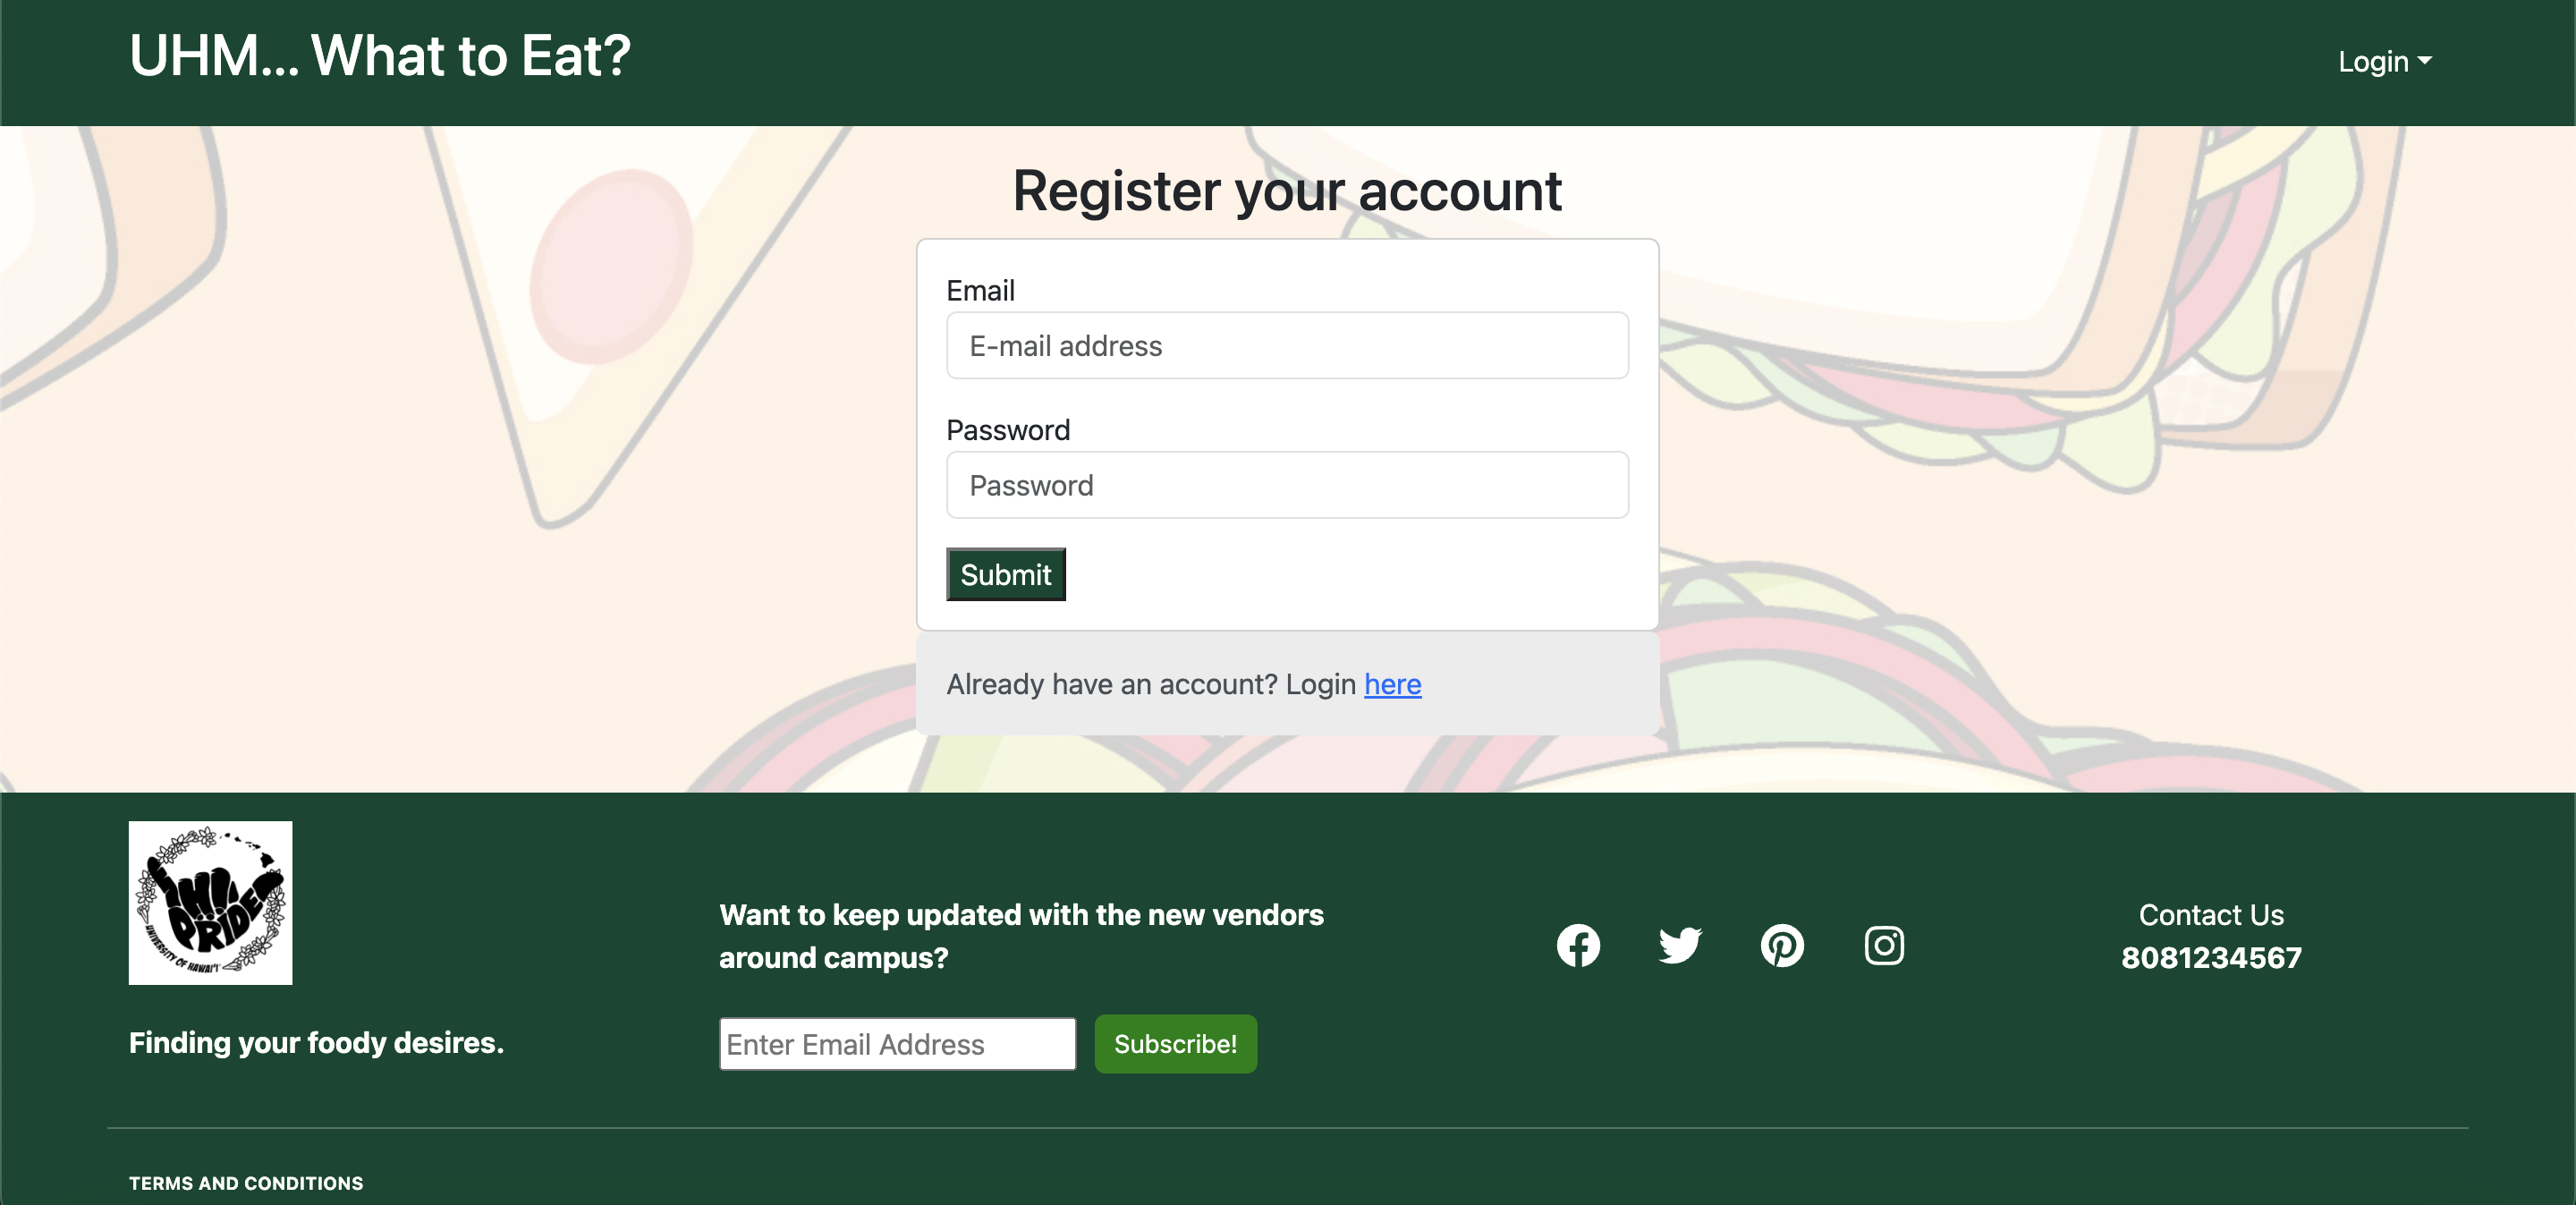 UHM... What to Eat?
Login
Register your account
Email
E-mail address
Password
Password
Submit
Already have an account? Login here
PRIDE
UNIVERSITY OF HAWAI'I
Want to keep updated with the new vendors
around campus?
Contact Us
8081234567
Finding your foody desires.
Enter Email Address
Subscribe!
TERMS AND CONDITIONS